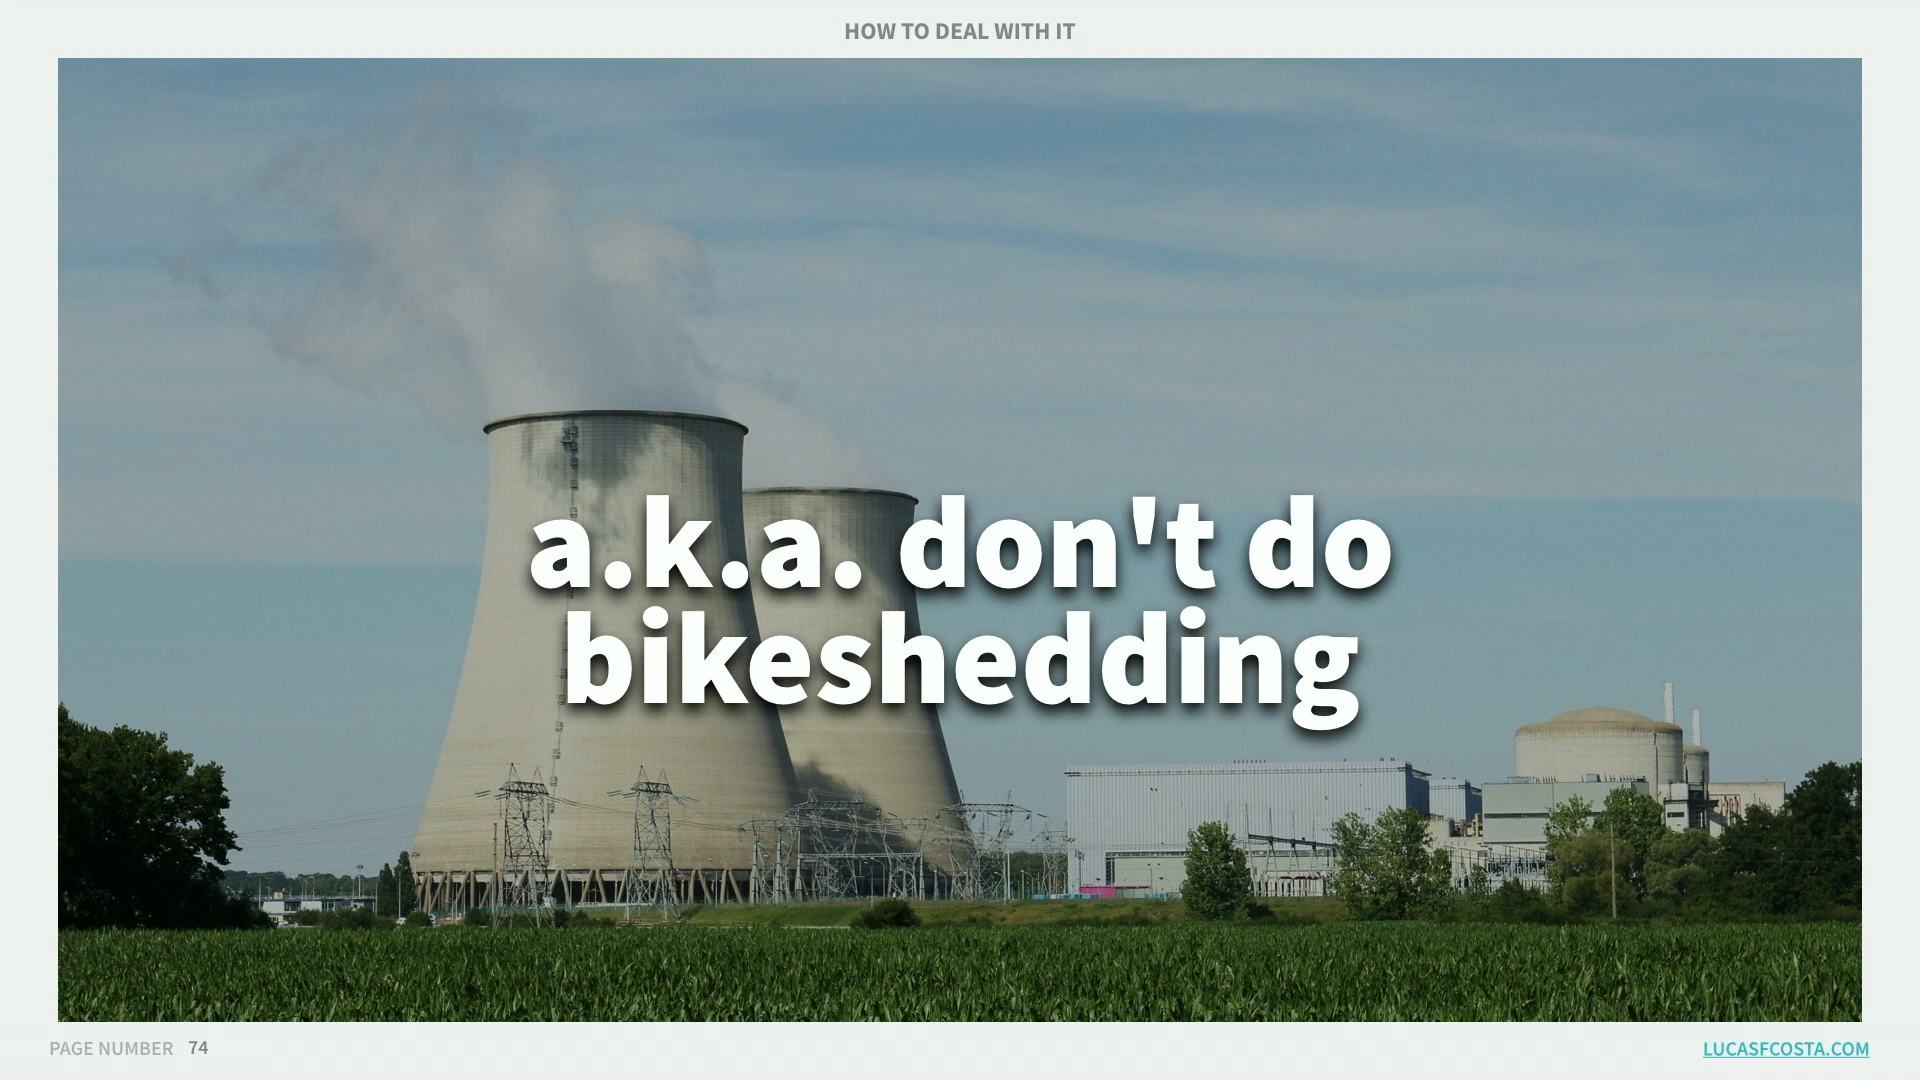 HOW TO DEAL WITH IT
a.k.a. don't do
bikeshedding
PAGE NUMBER 74
LUCASFCOSTA.COM